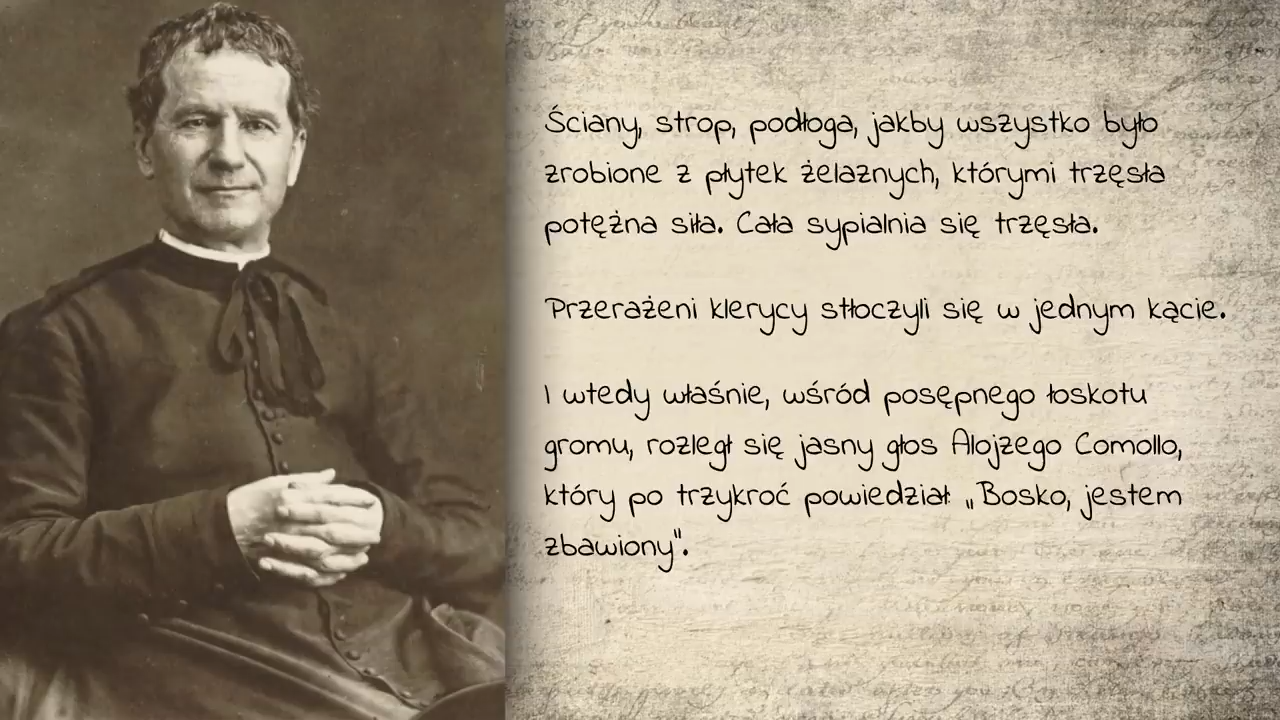 Ściany, strop, podłoga, jakby wszystko było
zrobione z płytek żelaznych, którymi trzęsła
potężna siła. Cała sypialnia się trzęsła.
Przerażeni klerycy stłoczyli się w jednym kącie.
I wtedy właśnie, wśród posępnego łoskotu
gromu, rozległ się jasny głos Alojzego Comollo,
który po trzykroć powiedział: „Bosko, jestem
zbawiony”.